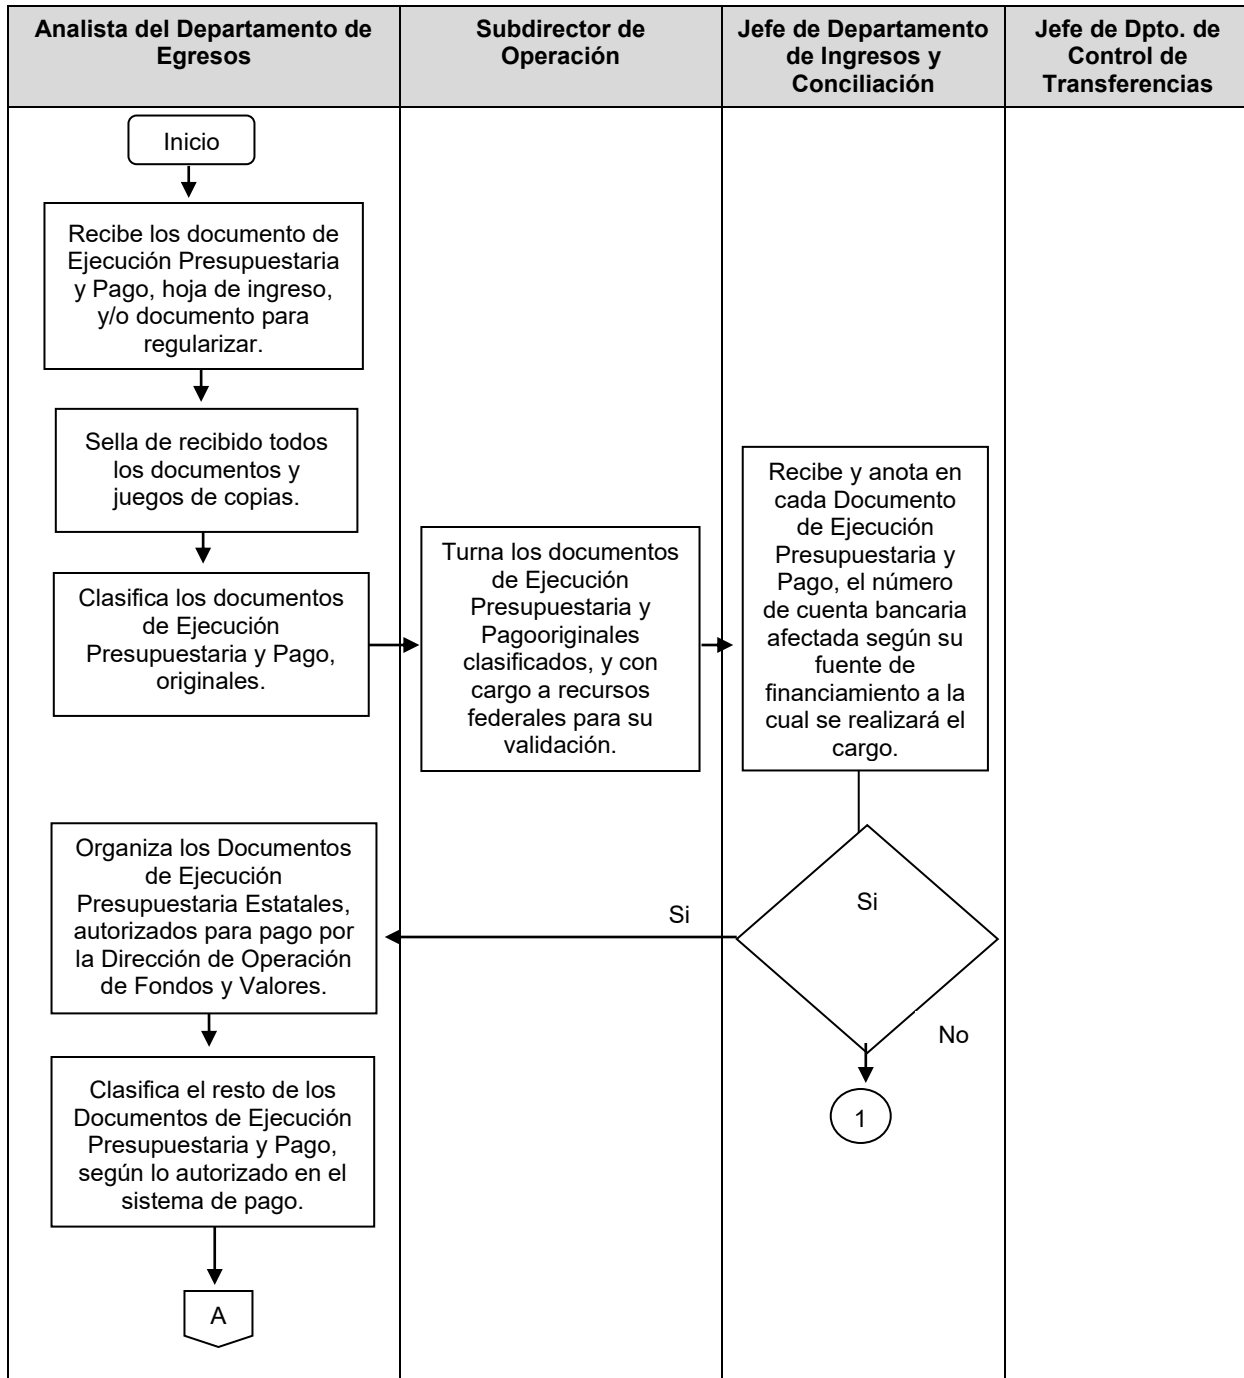 Analista del Departamento de
Egresos
Subdirector de
Operación
Jefe de Departamento
de Ingresos y
Conciliación
Jefe de Dpto. de
Control de
Transferencias
Inicio
Recibe los documento de
Ejecución Presupuestaria
y Pago, hoja de ingreso,
y/o documento para
regularizar.
Sella de recibido todos
los documentos y
juegos de copias.
Clasifica los documentos
de Ejecución
Presupuestaria y Pago,
originales.
Turna los documentos
de Ejecución
Presupuestaria y
Pagooriginales
clasificados, y con
cargo a recursos
federales para su
validación.
Recibe y anota en
cada Documento
de Ejecución
Presupuestaria y
Pago, el número
de cuenta bancaria
afectada según su
fuente de
financiamiento a la
cual se realizará el
cargo.
Si
Si
No
1
Organiza los Documentos
de Ejecución
Presupuestaria Estatales,
autorizados para pago por
la Dirección de Operación
de Fondos y Valores.
Clasifica el resto de los
Documentos de Ejecución
Presupuestaria y Pago,
según lo autorizado en el
sistema de pago.
A